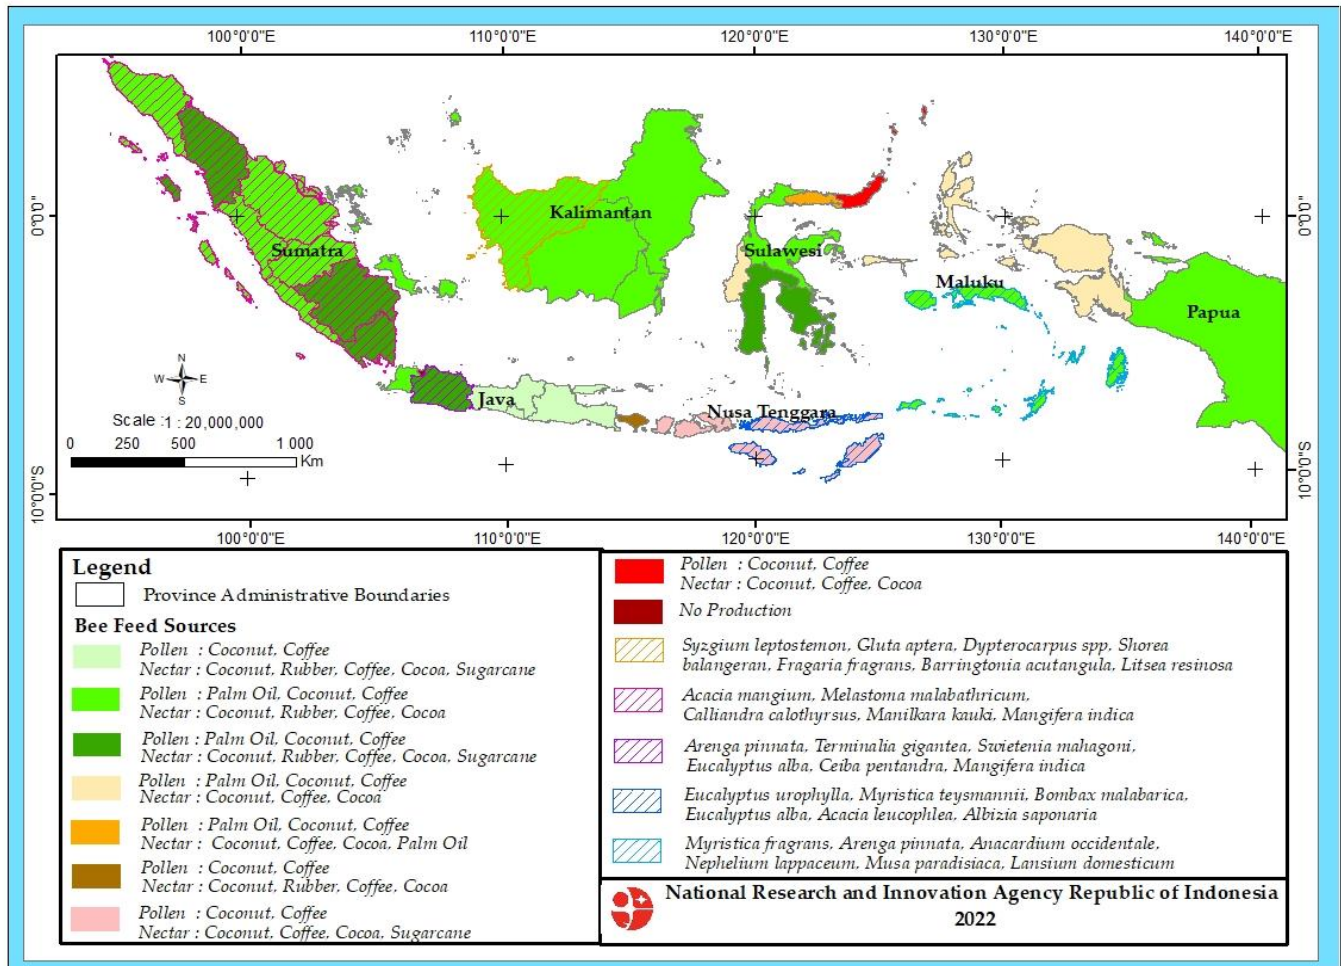 100°0'0"E 110°0'0"E 120°0'0"E 130°0'0"E 140°0'0"E
0°0'0"
0°0'0"
Kalimantan
Sumatra
Sulawesi
Maluku
Papua
N
W E
S
Java
Nusa Tenggara
Scale :1 : 20,000,000
0 250 500 1 000
Km
10°0'0"S
10°0'0"S
100°0'0"E 110°0'0"E 120°0'0"E 130°0'0"E 140°0'0"E
Legend
Province Administrative Boundaries
Bee Feed Sources
Pollen : Coconut, Coffee
Nectar : Coconut, Rubber, Coffee, Cocoa, Sugarcane
Pollen : Palm Oil, Coconut, Coffee
Nectar : Coconut, Rubber, Coffee, Cocoa
Pollen : Palm Oil, Coconut, Coffee
Nectar : Coconut, Rubber, Coffee, Cocoa, Sugarcane
Pollen : Palm Oil, Coconut, Coffee
Nectar : Coconut, Coffee, Cocoa
Pollen : Palm Oil, Coconut, Coffee
Nectar : Coconut, Coffee, Cocoa, Palm Oil
Pollen : Coconut, Coffee
Nectar : Coconut, Rubber, Coffee, Cocoa
Pollen : Coconut, Coffee
Nectar : Coconut, Coffee, Cocoa, Sugarcane
Pollen : Coconut, Coffee
Nectar : Coconut, Coffee, Cocoa
No Production
Syzgium leptostemon, Gluta aptera, Dypterocarpus spp, Shorea
balangeran, Fragaria fragrans, Barringtonia acutangula, Litsea resinosa
Acacia mangium, Melastoma malabathricum,
Calliandra calothyrsus, Manilkara kauki, Mangifera indica
Arenga pinnata, Terminalia gigantea, Swietenia mahagoni,
Eucalyptus alba, Ceiba pentandra, Mangifera indica
Eucalyptus urophylla, Myristica teysmannii, Bombax malabarica,
Eucalyptus alba, Acacia leucophlea, Albizia saponaria
Myristica fragrans, Arenga pinnata, Anacardium occidentale,
Nephelium lappaceum, Musa paradisiaca, Lansium domesticum
National Research and Innovation Agency Republic of Indonesia
2022